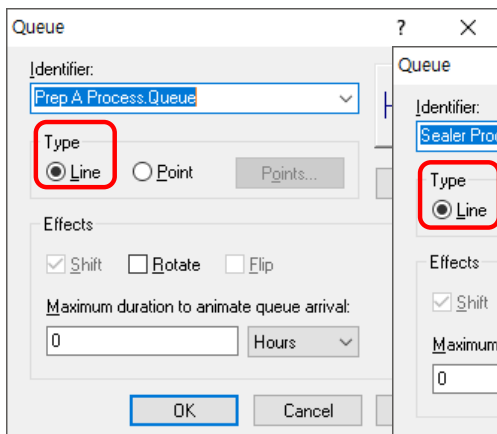 Queue
?
Identifier:
Prep A Process.Queue
Type
Line
Point
Points...
Effects
Shift
Rotate
Flip
Maximum duration to animate queue arrival:
0
Hours
OK
Cancel
Queue
Identifier:
Sealer Proc
Type
Line
Effects
Shift
Maximum
0